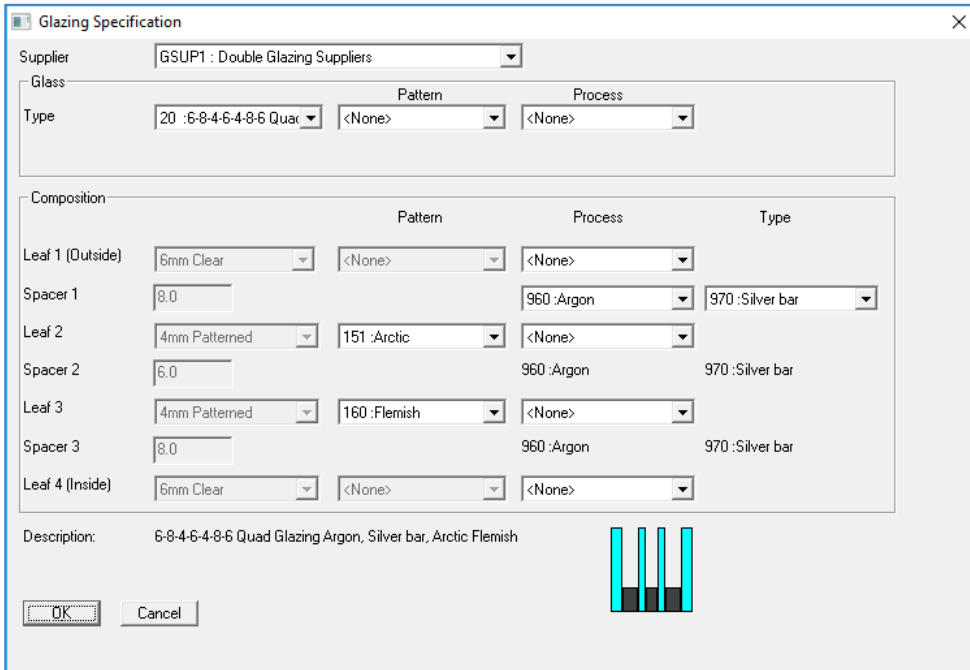 Glazing Specification
Supplier GSUP1 : Double Glazing Suppliers
Glass
Pattern Process
Type 20 :6-8-4-6-4-8-6 Quac <None> <None>
Composition
Pattern Process Type
Leaf 1 (Outside) 6mm Clear <None> <None>
Spacer 1 8.0 960 :Argon 970 :Silver bar
Leaf 2 4mm Patterned 151 :Arctic <None>
Spacer 2 6.0 960 :Argon 970 :Silver bar
Leaf 3 4mm Patterned 160 :Flemish <None>
Spacer 3 8.0 960 :Argon 970 :Silver bar
Leaf 4 (Inside) 6mm Clear <None> <None>
Description: 6-8-4-6-4-8-6 Quad Glazing Argon, Silver bar, Arctic Flemish
OK Cancel